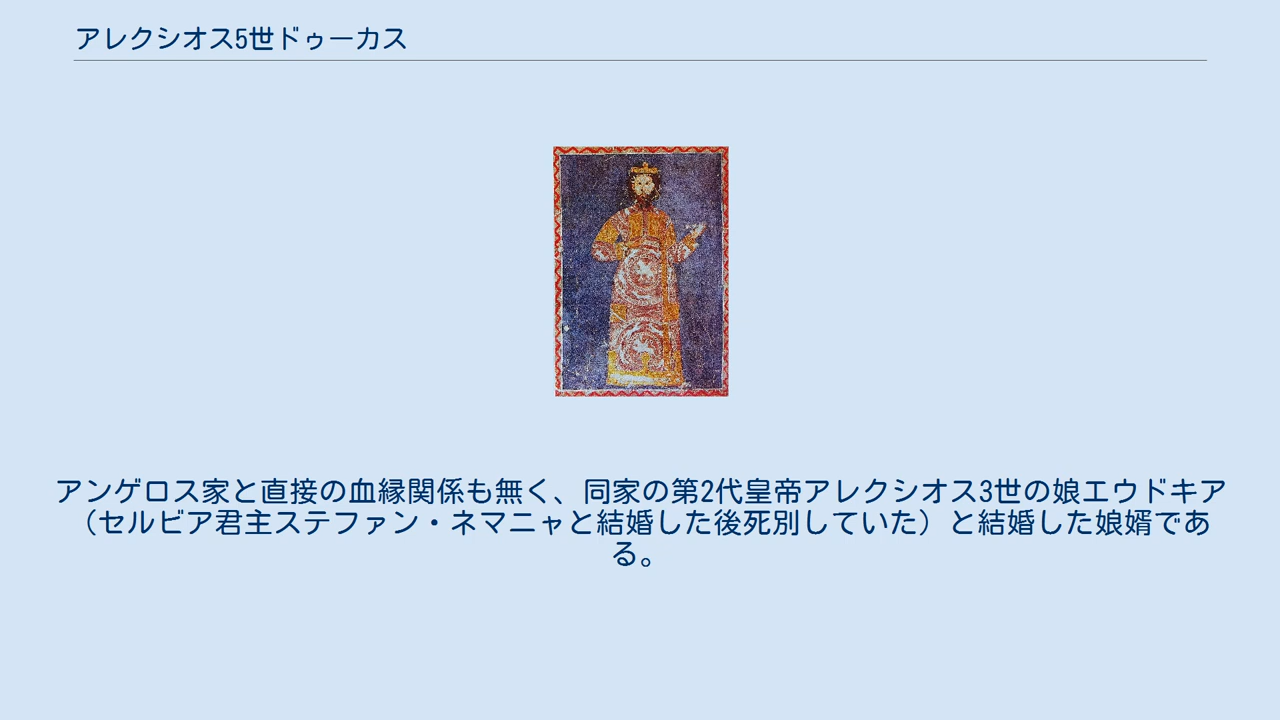 アレクシオス5世ドゥーカス
アンゲロス家と直接の血縁関係も無く、同家の第2代皇帝アレクシオス3世の娘エウドキア
（セルビア君主ステファン・ネマニャと結婚した後死別していた）と結婚した娘婿であ
る。